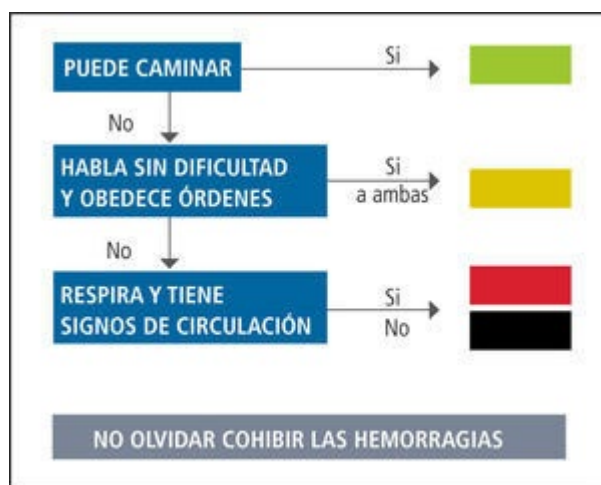 PUEDE CAMINAR
Si
No
HABLA SIN DIFICULTAD
Y OBEDECE ÓRDENES
Si
a ambas
No
RESPIRA Y TIENE
SIGNOS DE CIRCULACIÓN
Si
No
NO OLVIDAR COHIBIR LAS HEMORRAGIAS